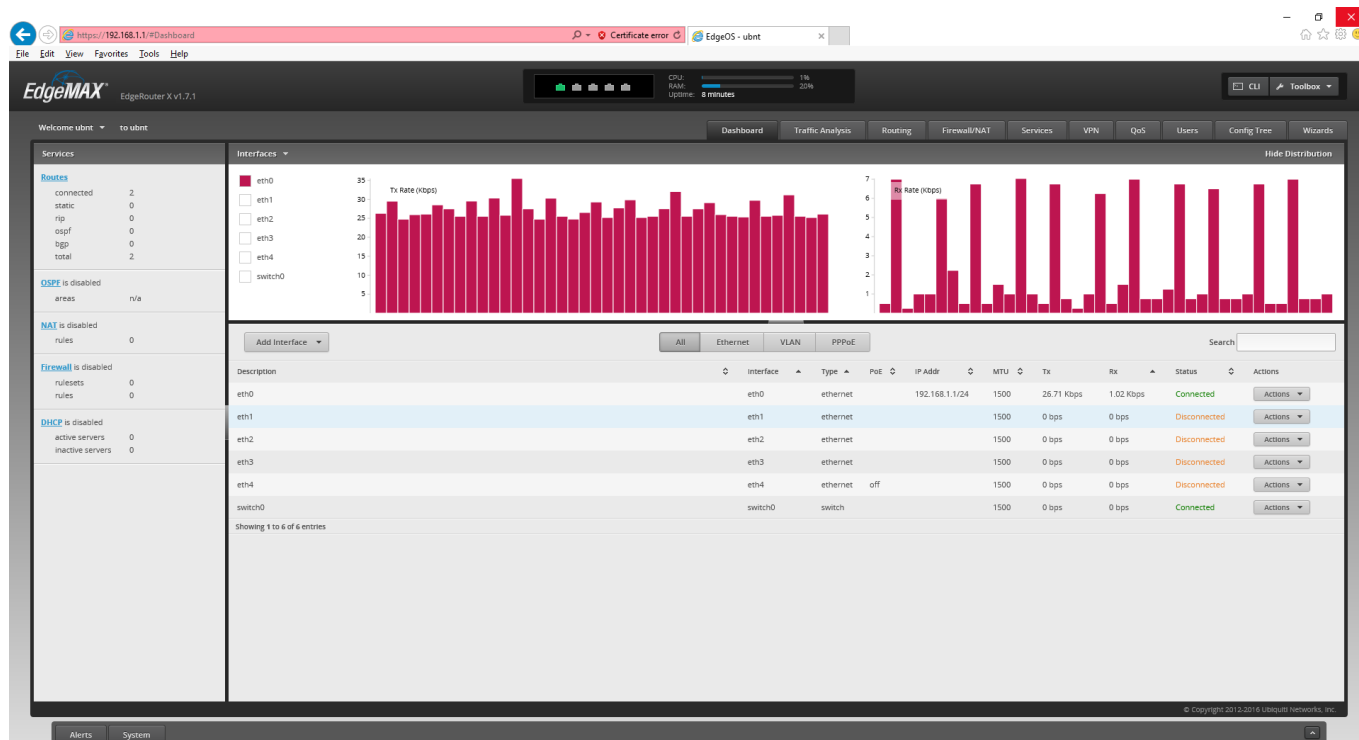 https://192.168.1.1/#Dashboard
Certificate error
EdgeOS - ubnt
File Edit View Favorites Tools Help
EdgeMAX
EdgeRouter X v1.7.1
CPU: 1%
RAM: 20%
Uptime: 8 minutes
CLI
Toolbox
Welcome ubnt to ubnt
Dashboard Traffic Analysis Routing Firewall/NAT Services VPN QoS Users Config Tree Wizards
Services
Routes
connected 2
static 0
rip 0
ospf 0
bgp 0
total 2
OSPF is disabled
areas n/a
NAT is disabled
rules 0
Firewall is disabled
rulesets 0
rules 0
DHCP is disabled
active servers 0
inactive servers 0
Interfaces
Hide Distribution
eth0
eth1
eth2
eth3
eth4
switch0
Tx Rate (Kbps)
35
30
25
20
15
10
5
Rx Rate (Kbps)
7
6
5
4
3
2
1
Add Interface
All Ethernet VLAN PPPoE
Search
Description Interface Type PoE IP Addr MTU Tx Rx Status Actions
eth0 eth0 ethernet 192.168.1.1/24 1500 26.71 Kbps 1.02 Kbps Connected Actions
eth1 eth1 ethernet 1500 0 bps 0 bps Disconnected Actions
eth2 eth2 ethernet 1500 0 bps 0 bps Disconnected Actions
eth3 eth3 ethernet 1500 0 bps 0 bps Disconnected Actions
eth4 eth4 ethernet off 1500 0 bps 0 bps Disconnected Actions
switch0 switch0 switch 1500 0 bps 0 bps Connected Actions
Showing 1 to 6 of 6 entries
© Copyright 2012-2016 Ubiquiti Networks, Inc.
Alerts System